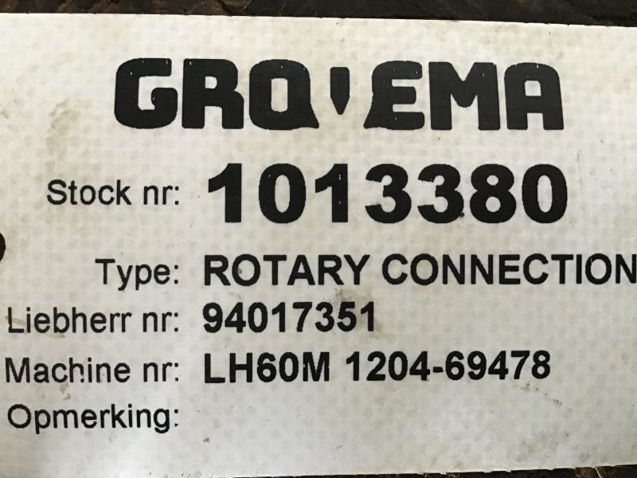 GROVEMA
Stock nr: 1013380
Type: ROTARY CONNECTION
Liebherr nr: 94017351
Machine nr: LH60M 1204-69478
Opmerking: